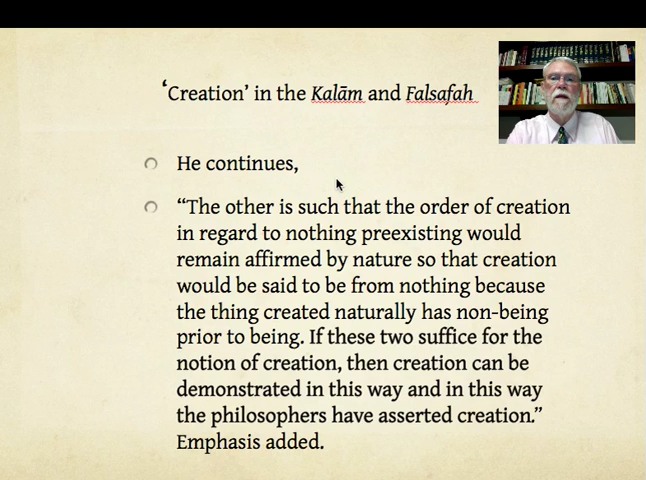 ‘Creation’ in the Kalām and Falsafah
He continues,
“The other is such that the order of creation
in regard to nothing preexisting would
remain affirmed by nature so that creation
would be said to be from nothing because
the thing created naturally has non-being
prior to being. If these two suffice for the
notion of creation, then creation can be
demonstrated in this way and in this way
the philosophers have asserted creation.”
Emphasis added.